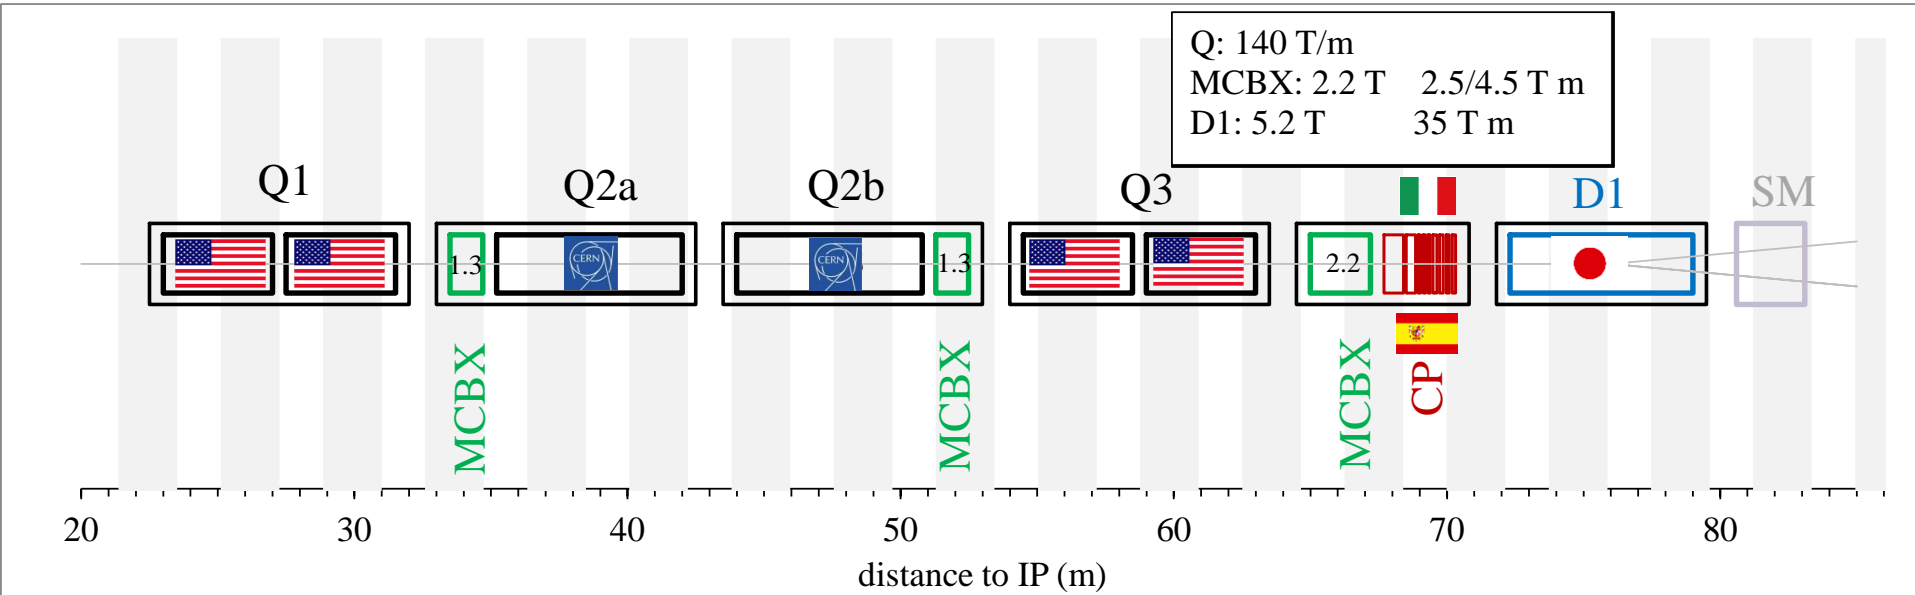 Q: 140 T/m
MCBX: 2.2 T 2.5/4.5 T m
D1: 5.2 T 35 T m
Q1
Q2a
Q2b
Q3
D1
SM
1.3
CERN
CERN
1.3
2.2
MCBX
MCBX
MCBX
CP
20 30 40 50 60 70 80
distance to IP (m)